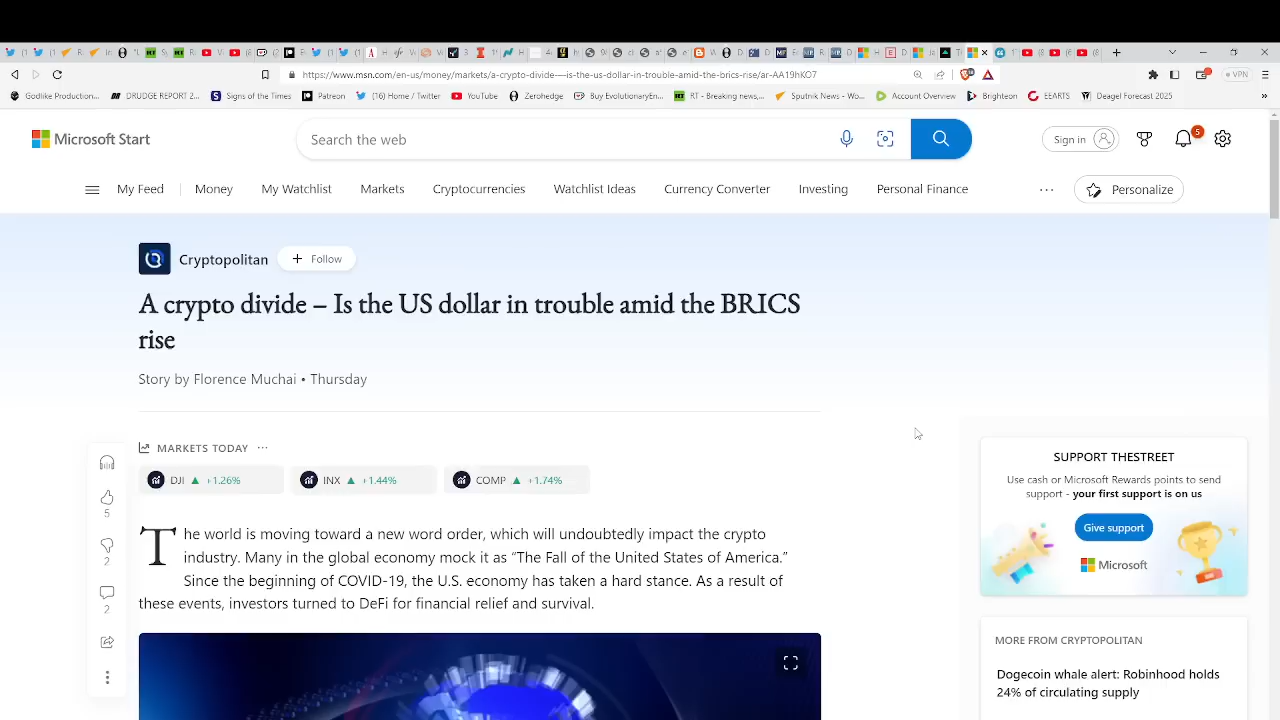 https://www.msn.com/en-us/money/markets/a-crypto-divide-–-is-the-us-dollar-in-trouble-amid-the-brics-rise/ar-AA19hKO7
VPN
Godlike Production...
DRUDGE REPORT 2...
Signs of the Times
Patreon
(16) Home / Twitter
YouTube
Zerohedge
Buy EvolutionaryEn...
RT - Breaking news,...
Sputnik News - Wo...
Account Overview
Brighteon
EEARTS
Deagel Forecast 2025
Microsoft Start
Search the web
Sign in
5
My Feed
Money
My Watchlist
Markets
Cryptocurrencies
Watchlist Ideas
Currency Converter
Investing
Personal Finance
Personalize
Cryptopolitan
Follow
A crypto divide – Is the US dollar in trouble amid the BRICS
rise
Story by Florence Muchai • Thursday
MARKETS TODAY
DJI ▲ +1.26%
INX ▲ +1.44%
COMP ▲ +1.74%
5
2
2
The world is moving toward a new word order, which will undoubtedly impact the crypto
industry. Many in the global economy mock it as “The Fall of the United States of America.”
Since the beginning of COVID-19, the U.S. economy has taken a hard stance. As a result of
these events, investors turned to DeFi for financial relief and survival.
SUPPORT THESTREET
Use cash or Microsoft Rewards points to send
support - your first support is on us
Give support
Microsoft
MORE FROM CRYPTOPOLITAN
Dogecoin whale alert: Robinhood holds
24% of circulating supply